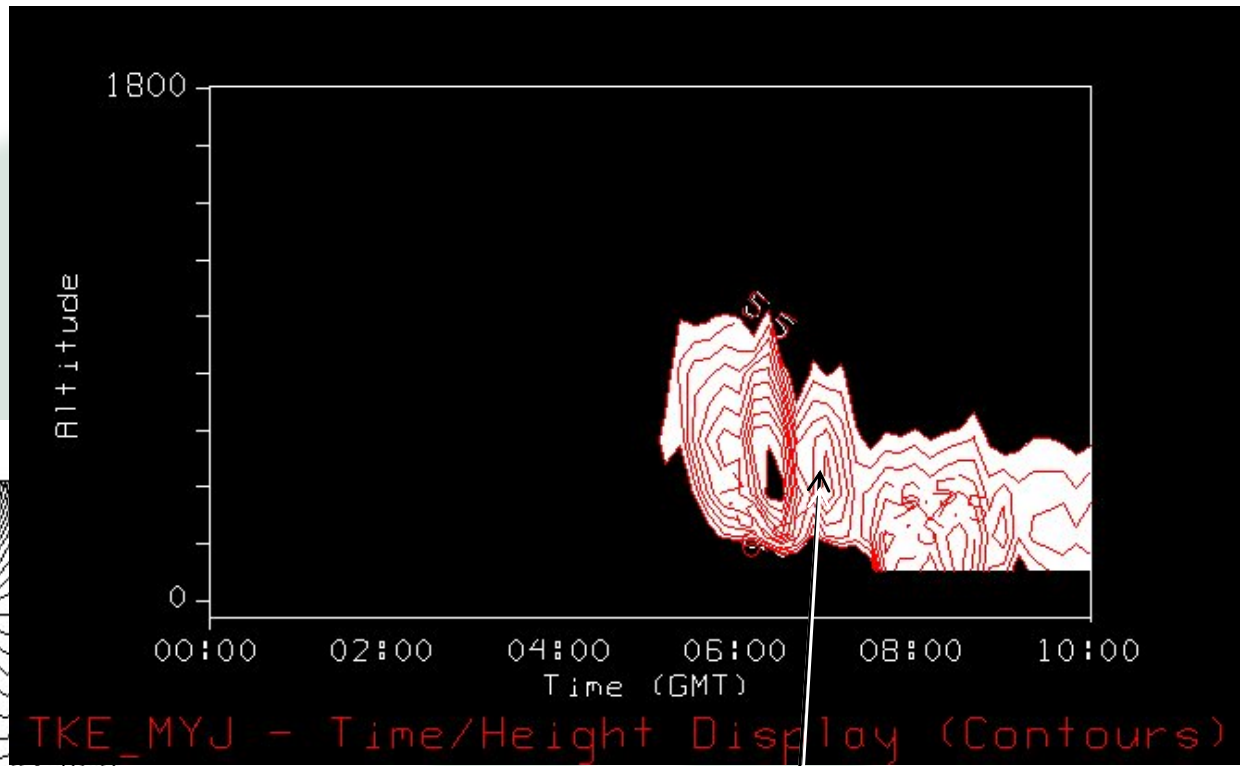 1800
Altitude
0
00:00 02:00 04:00 06:00 08:00 10:00
Time (GMT)
TKE_MYJ - Time/Height Display (Contours)